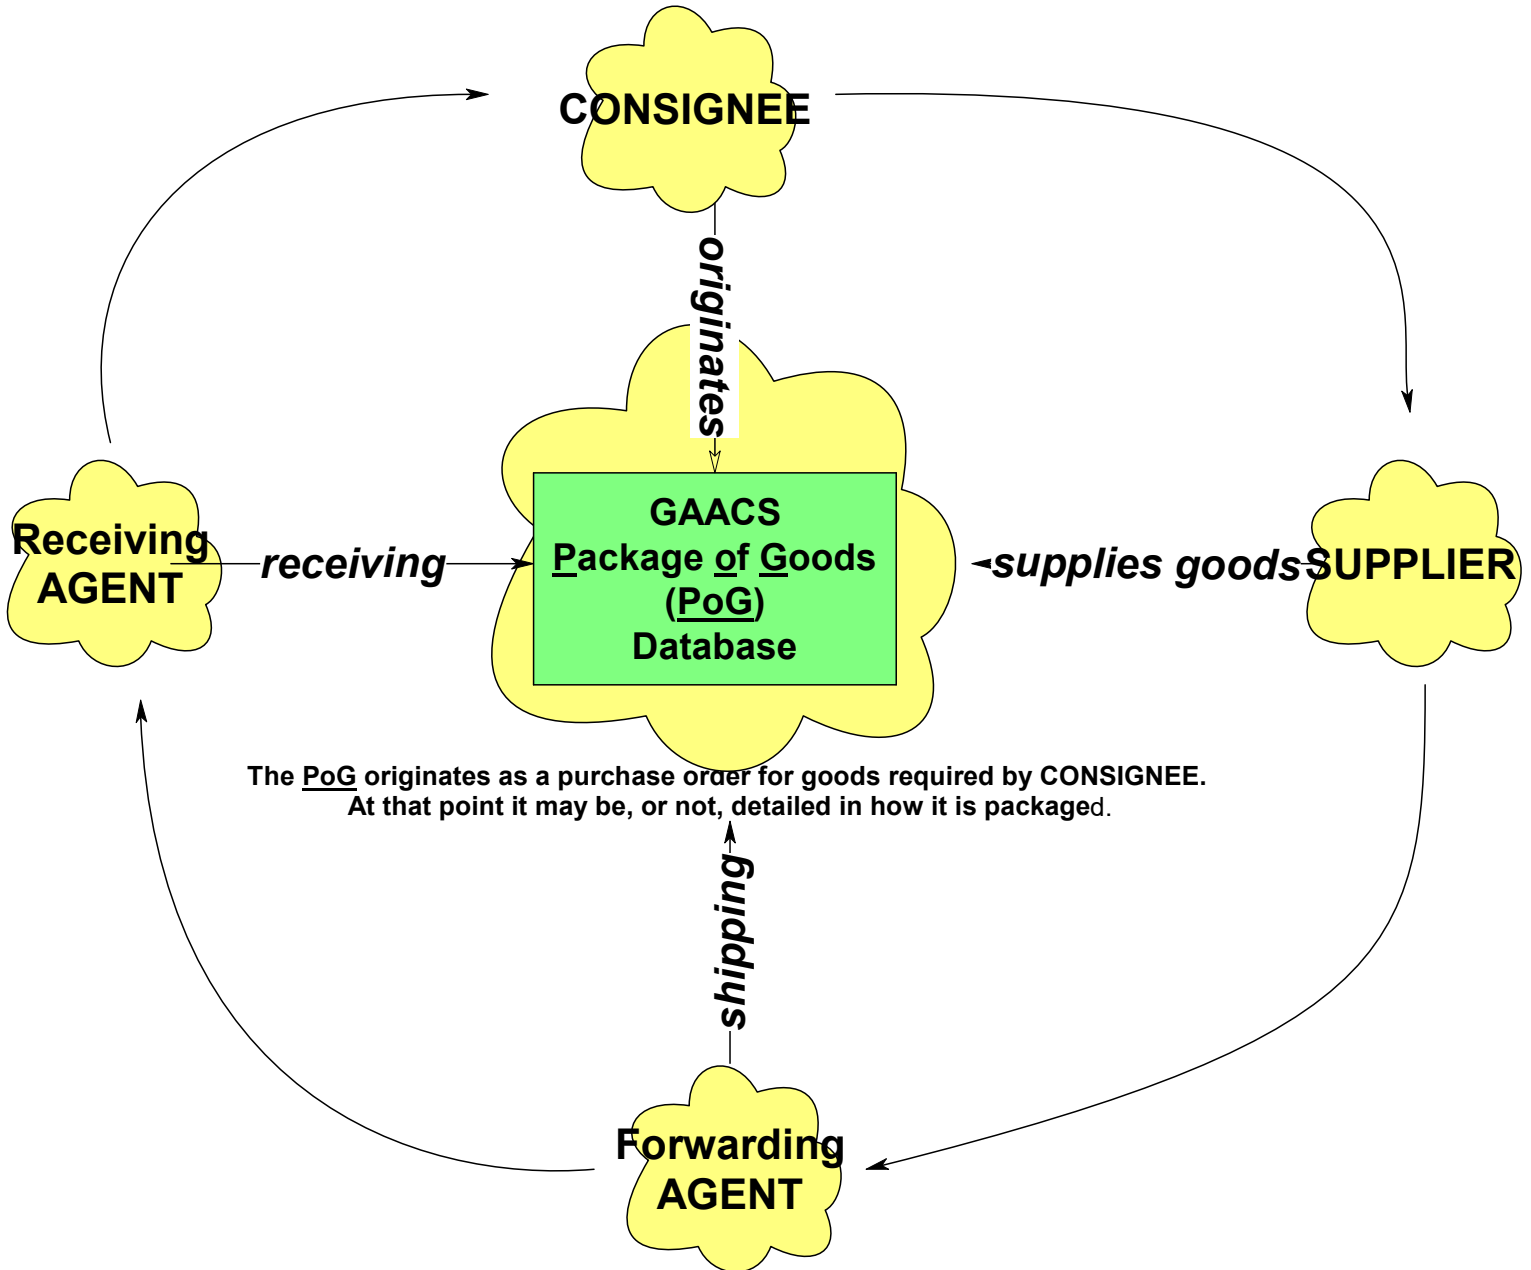 CONSIGNEE
originates
GAACS
Package of Goods
(PoG)
Database
Receiving
AGENT
receiving
supplies goods
SUPPLIER
The PoG originates as a purchase order for goods required by CONSIGNEE.
At that point it may be, or not, detailed in how it is packaged.
shipping
Forwarding
AGENT